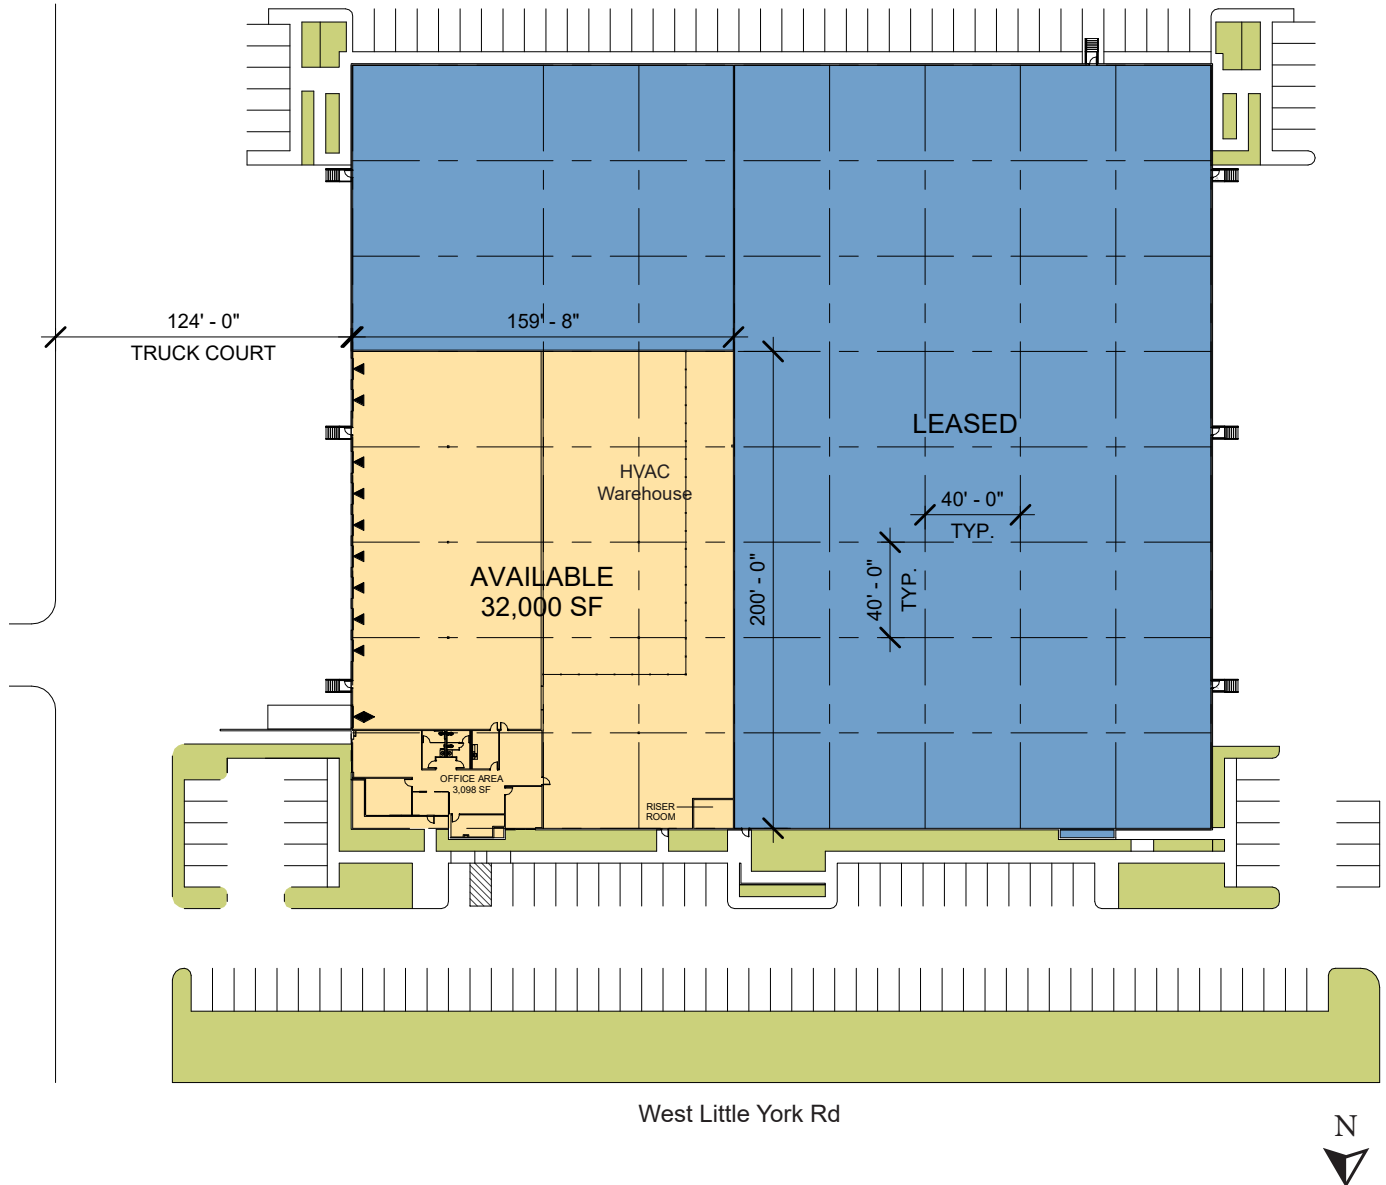 124' - 0"
TRUCK COURT
159' - 8"
LEASED
HVAC
Warehouse
40' - 0"
TYP.
AVAILABLE
32,000 SF
200' - 0"
40' - 0"
TYP.
OFFICE AREA
3,098 SF
RISER
ROOM
West Little York Rd
N